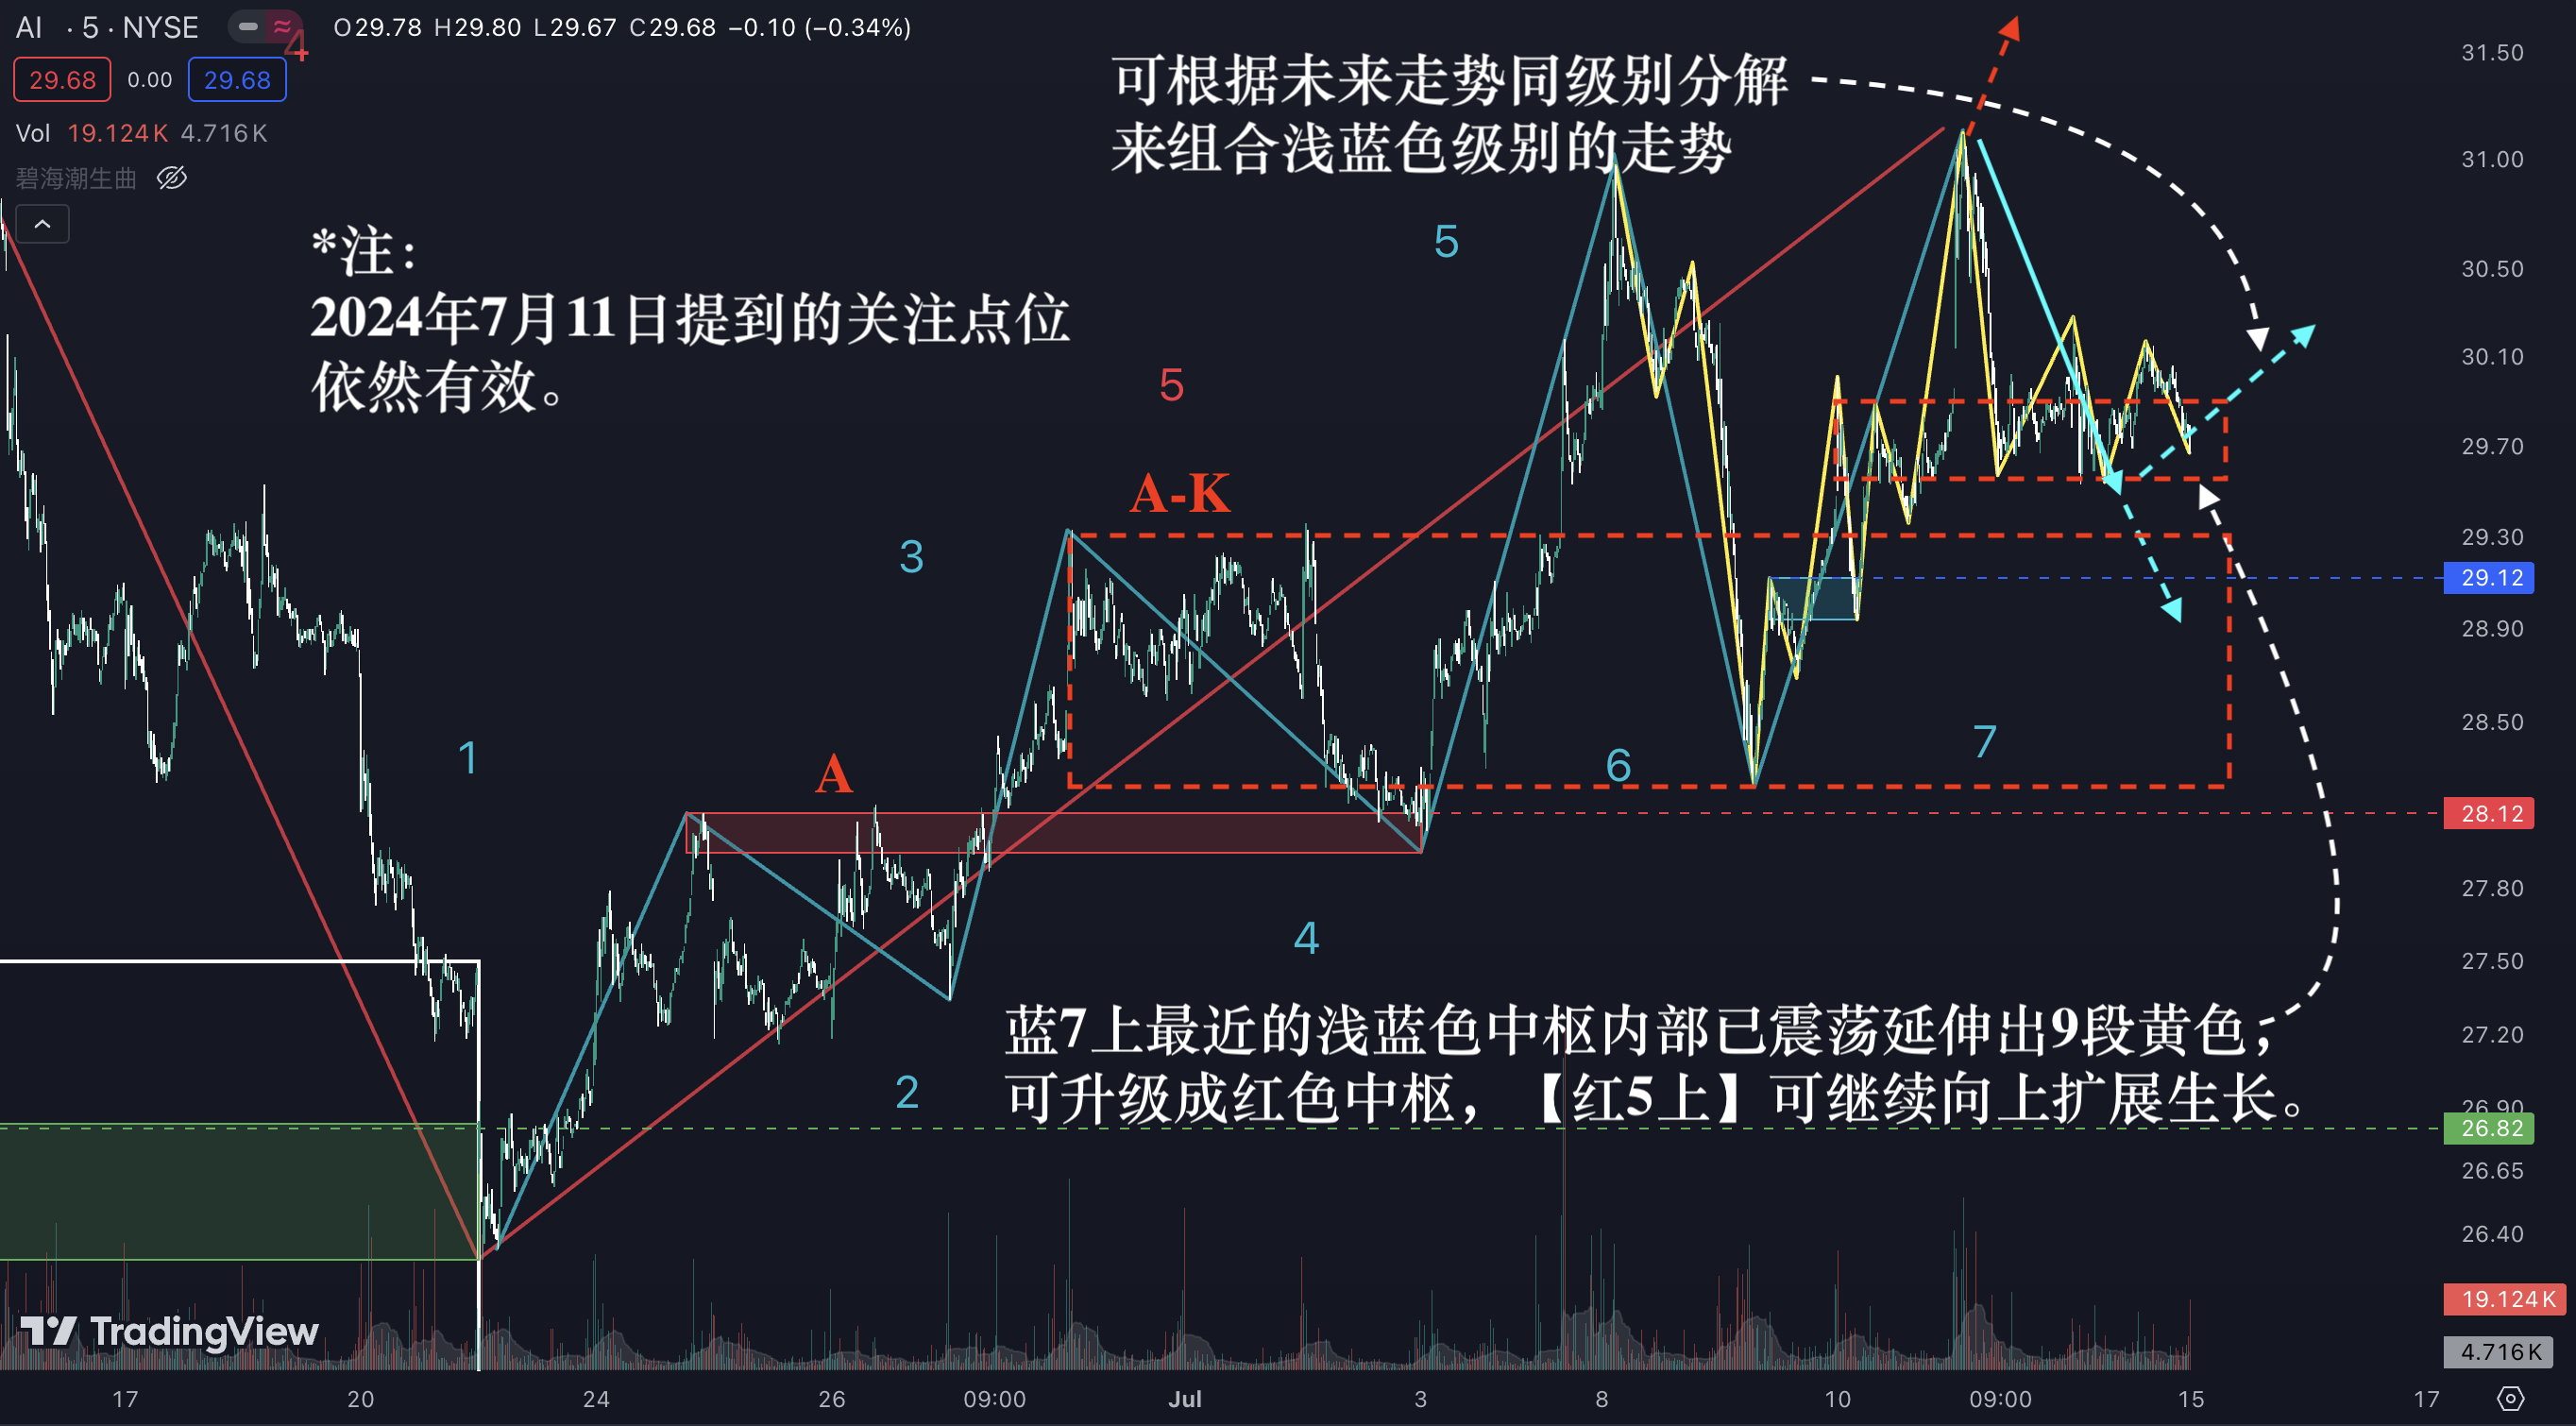 AI · 5 · NYSE
O29.78 H29.80 L29.67 C29.68 −0.10 (−0.34%)
4
29.68 0.00 29.68
Vol 19.124K 4.716K
碧海潮生曲
可根据未来走势同级别分解
来组合浅蓝色级别的走势
*注：
2024年7月11日提到的关注点位
依然有效。
5
5
A-K
3
A
1
6
7
4
2
蓝7上最近的浅蓝色中枢内部已震荡延伸出9段黄色，
可升级成红色中枢，【红5上】可继续向上扩展生长。
31.50
31.00
30.50
30.10
29.70
29.30
29.12
28.90
28.50
28.12
27.80
27.50
27.20
26.90
26.82
26.65
26.40
19.124K
4.716K
TradingView
17 20 24 26 09:00 Jul 3 8 10 09:00 15 17